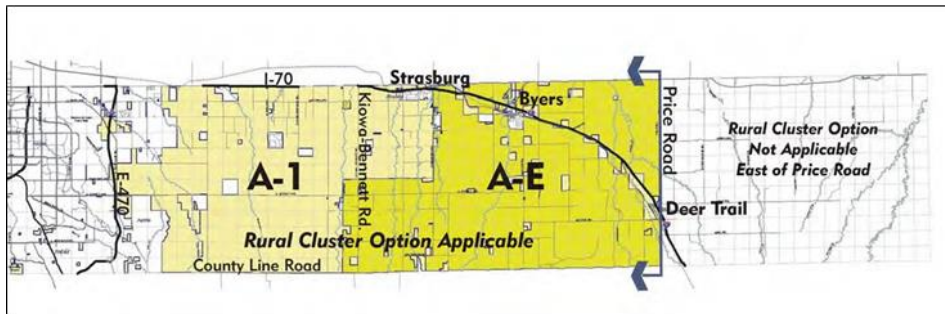 I-70
Strasburg
Byers
Kiowa-Bennett Rd.
Price Road
Rural Cluster Option
Not Applicable
East of Price Road
A-1
A-E
E-470
Deer Trail
Rural Cluster Option Applicable
County Line Road